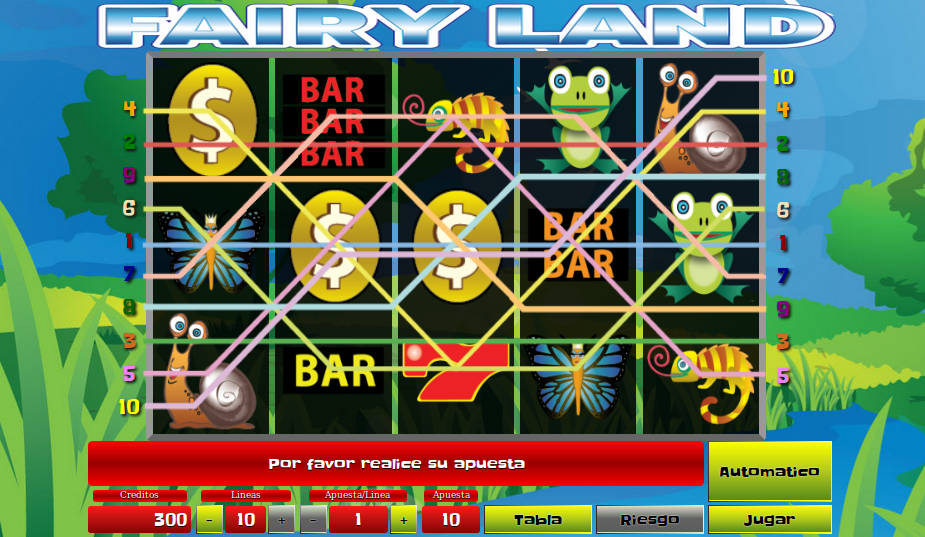 FAIRY LAND
10
4 4
2 2
9 8
6 6
1 1
7 7
8 9
3 3
5 5
10
BAR
BAR
BAR
$
$ $
BAR
BAR
BAR 7
Por favor realice su apuesta
Automatico
Creditos Lineas Apuesta/Linea Apuesta
300 - 10 + - 1 + 10 Tabla Riesgo Jugar